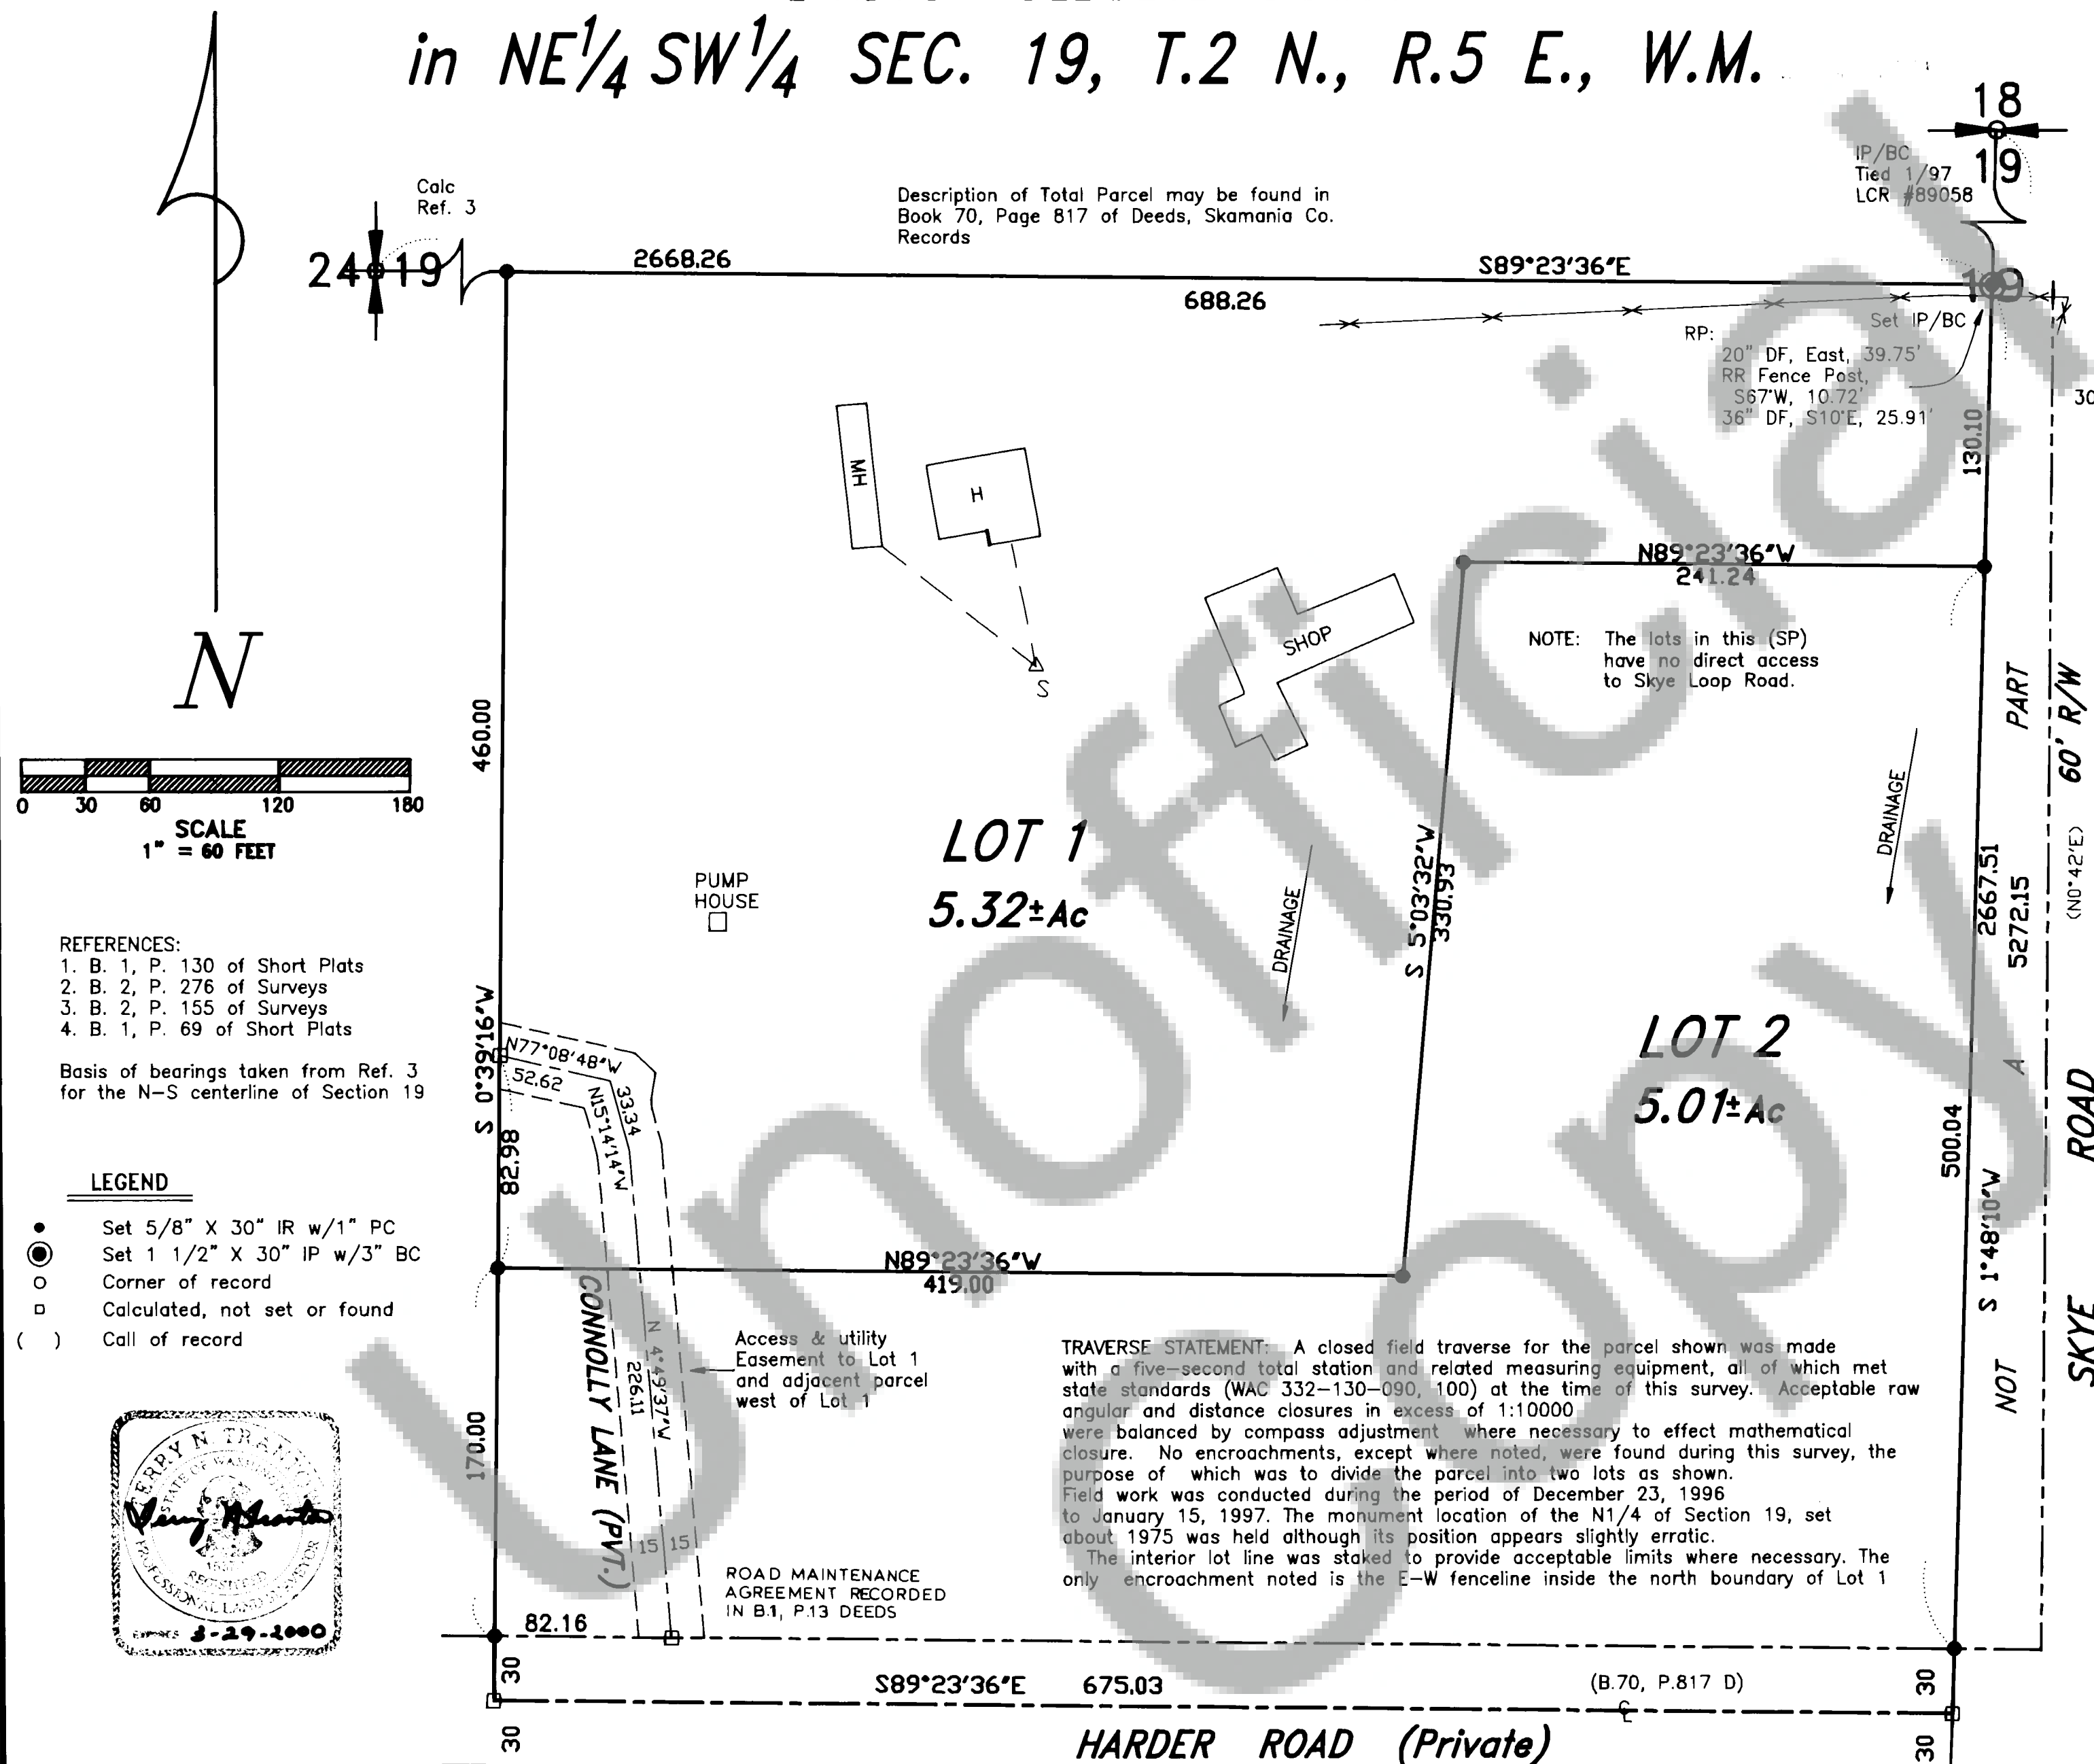 in NE¼ SW¼ SEC. 19, T.2 N., R.5 E., W.M.
18
19
IP/BC
Tied 1/97
LCR #89058
Calc
Ref. 3
Description of Total Parcel may be found in
Book 70, Page 817 of Deeds, Skamania Co.
Records
24 19
2668.26
S89°23'36"E
688.26
19
Set IP/BC
RP:
20" DF, East, 39.75'
RR Fence Post,
S67°W, 10.72'
36" DF, S10°E, 25.91'
30
130.10
MH
H
N89°23'36"W
241.24
SHOP
S
NOTE: The lots in this (SP)
have no direct access
to Skye Loop Road.
N
460.00
0 30 60 120 180
SCALE
1" = 60 FEET
LOT 1
5.32±Ac
PUMP
HOUSE
DRAINAGE
S 5°03'32"W
330.93
DRAINAGE
PART
60' R/W
(N0°42'E)
2667.51
5272.15
REFERENCES:
1. B. 1, P. 130 of Short Plats
2. B. 2, P. 276 of Surveys
3. B. 2, P. 155 of Surveys
4. B. 1, P. 69 of Short Plats
Basis of bearings taken from Ref. 3
for the N-S centerline of Section 19
S 0°39'16"W
N77°08'48"W
52.62
33.34
N15°14'14"W
82.98
LOT 2
5.01±Ac
A
ROAD
500.04
S 1°48'10"W
LEGEND
Set 5/8" X 30" IR w/1" PC
Set 1 1/2" X 30" IP w/3" BC
Corner of record
Calculated, not set or found
( ) Call of record
N89°23'36"W
419.00
CONNOLLY LANE (PVT.)
N 4°49'37"W
226.11
Access & utility
Easement to Lot 1
and adjacent parcel
west of Lot 1
NOT
SKYE
170.00
TRAVERSE STATEMENT: A closed field traverse for the parcel shown was made
with a five-second total station and related measuring equipment, all of which met
state standards (WAC 332-130-090, 100) at the time of this survey. Acceptable raw
angular and distance closures in excess of 1:10000
were balanced by compass adjustment where necessary to effect mathematical
closure. No encroachments, except where noted, were found during this survey, the
purpose of which was to divide the parcel into two lots as shown.
Field work was conducted during the period of December 23, 1996
to January 15, 1997. The monument location of the N1/4 of Section 19, set
about 1975 was held although its position appears slightly erratic.
The interior lot line was staked to provide acceptable limits where necessary. The
only encroachment noted is the E-W fenceline inside the north boundary of Lot 1
STATE OF WASHINGTON
REGISTERED
PROFESSIONAL LAND SURVEYOR
EXPIRES 3-29-2000
15 15
ROAD MAINTENANCE
AGREEMENT RECORDED
IN B.1, P.13 DEEDS
82.16
30
S89°23'36"E 675.03
(B.70, P.817 D)
30
30
HARDER ROAD (Private)
30
Unofficial
Copy